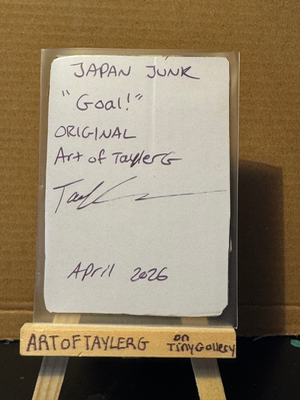 JAPAN JUNK
"Goal!"
ORIGINAL
Art of TaylerG
April 2026
ARTOFTAYLERG on TinyGallery